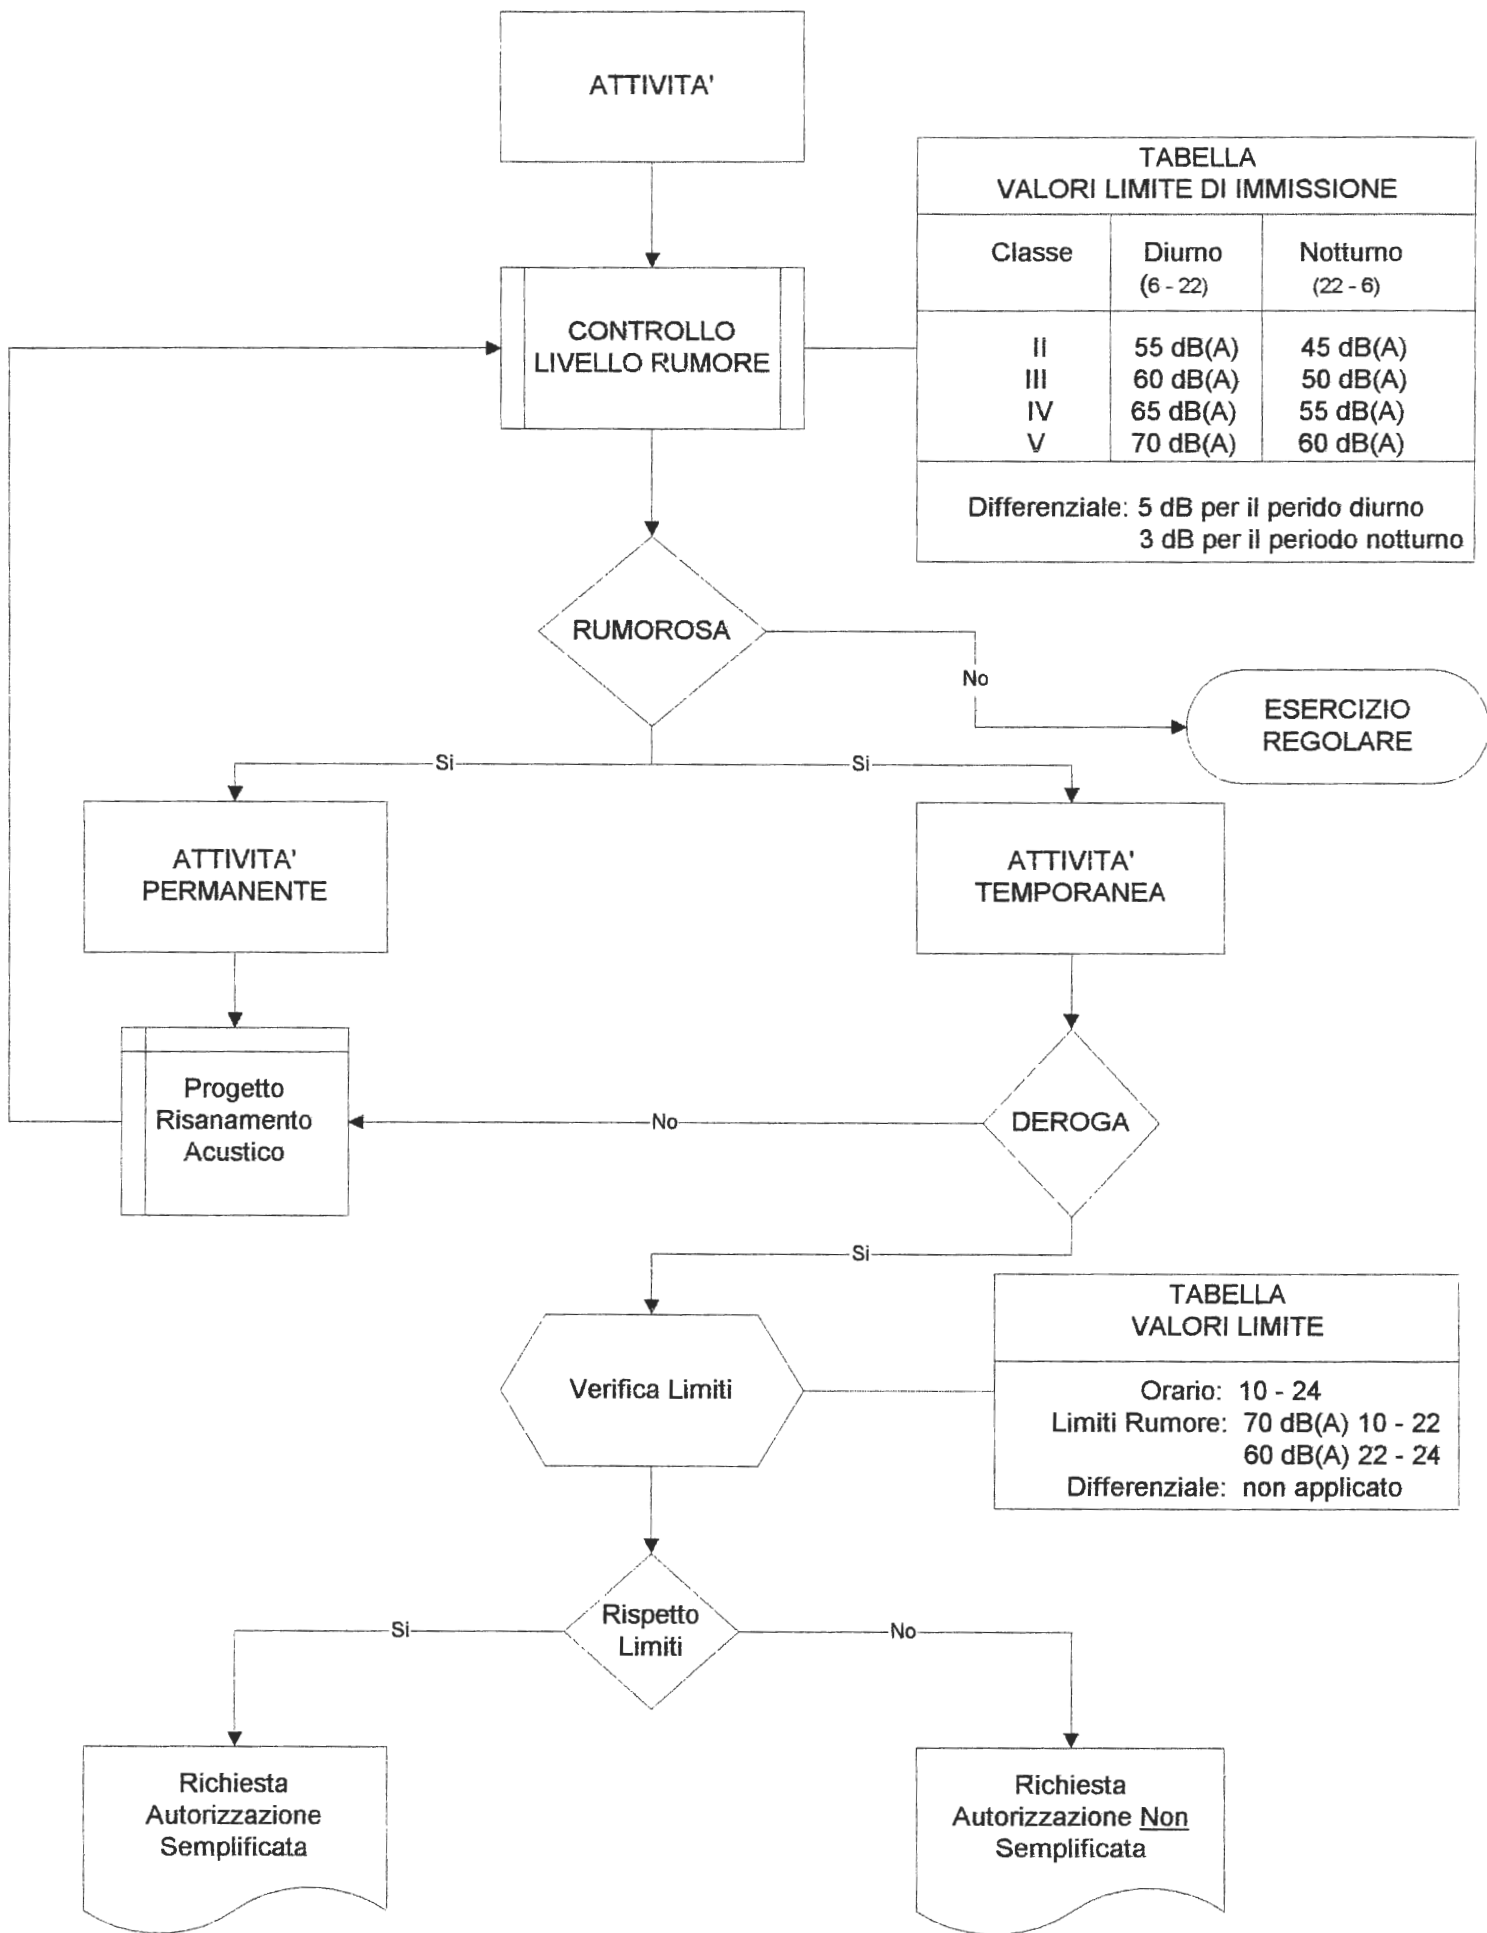 ATTIVITA'
TABELLA
VALORI LIMITE DI IMMISSIONE
Classe Diurno Notturno
(6 - 22) (22 - 6)
II 55 dB(A) 45 dB(A)
III 60 dB(A) 50 dB(A)
IV 65 dB(A) 55 dB(A)
V 70 dB(A) 60 dB(A)
Differenziale: 5 dB per il perido diurno
3 dB per il periodo notturno
CONTROLLO
LIVELLO RUMORE
RUMOROSA
No
ESERCIZIO
REGOLARE
Si
Si
ATTIVITA'
PERMANENTE
ATTIVITA'
TEMPORANEA
Progetto
Risanamento
Acustico
No
DEROGA
Si
TABELLA
VALORI LIMITE
Orario: 10 - 24
Limiti Rumore: 70 dB(A) 10 - 22
60 dB(A) 22 - 24
Differenziale: non applicato
Verifica Limiti
Rispetto
Limiti
Si
No
Richiesta
Autorizzazione
Semplificata
Richiesta
Autorizzazione Non
Semplificata